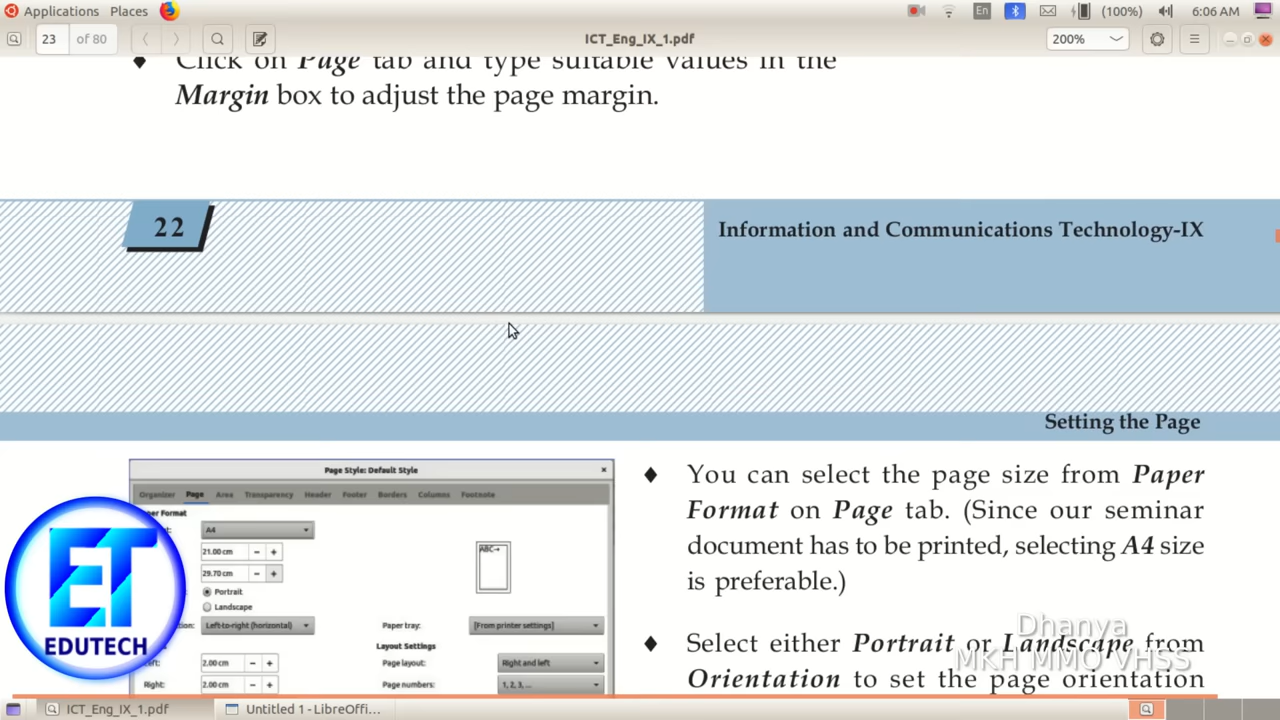 Applications Places
En
(100%)
6:06 AM
23 of 80
ICT_Eng_IX_1.pdf
200%
♦ Click on Page tab and type suitable values in the
Margin box to adjust the page margin.
22
Information and Communications Technology-IX
Setting the Page
Page Style: Default Style
Organizer Page Area Transparency Header Footer Borders Columns Footnote
Format
A4
21.00 cm - +
29.70 cm - +
Portrait
Landscape
Left-to-right (horizontal)
ABC
Paper tray: [From printer settings]
Layout Settings
2.00 cm - +
Page layout: Right and left
Right: 2.00 cm - +
Page numbers: 1, 2, 3, ...
♦ You can select the page size from Paper
Format on Page tab. (Since our seminar
document has to be printed, selecting A4 size
is preferable.)
♦ Select either Portrait or Landscape from
Orientation to set the page orientation
ET
EDUTECH
Dhanya
MKH MMO VHSS
ICT_Eng_IX_1.pdf
Untitled 1 - LibreOffi...